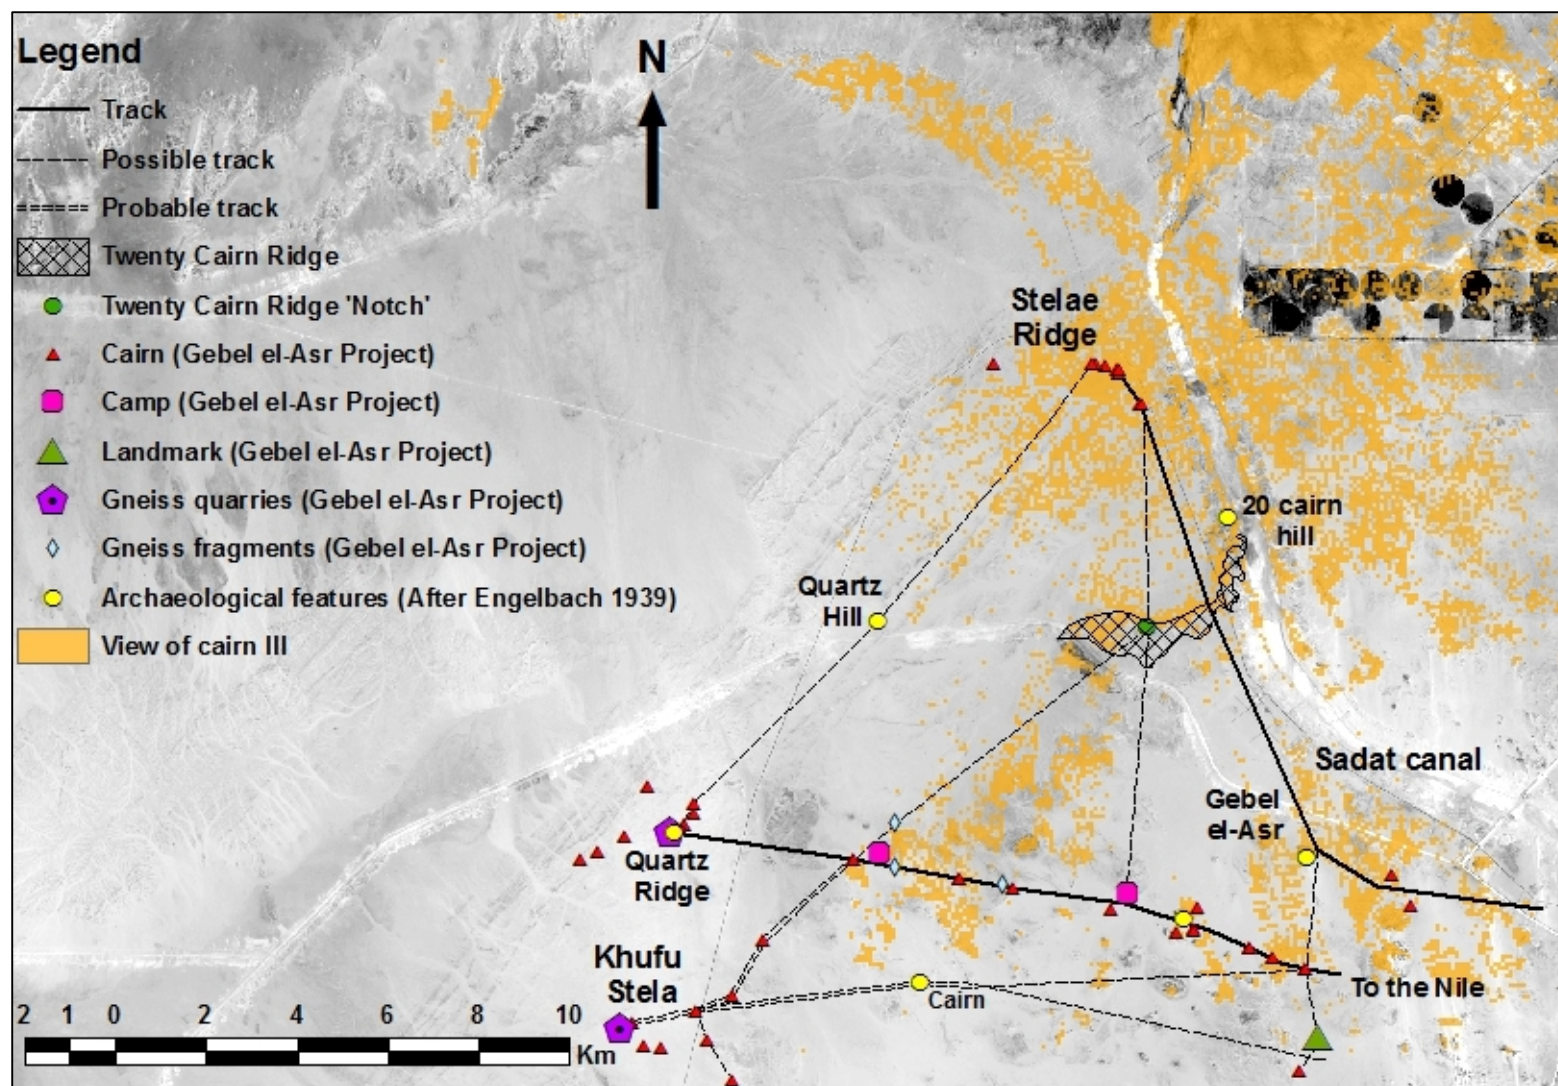 Legend
Track
Possible track
Probable track
Twenty Cairn Ridge
Twenty Cairn Ridge 'Notch'
Cairn (Gebel el-Asr Project)
Camp (Gebel el-Asr Project)
Landmark (Gebel el-Asr Project)
Gneiss quarries (Gebel el-Asr Project)
Gneiss fragments (Gebel el-Asr Project)
Archaeological features (After Engelbach 1939)
View of cairn III
N
Stelae
Ridge
20 cairn
hill
Quartz
Hill
Sadat canal
Gebel
el-Asr
Quartz
Ridge
Khufu
Stela
Cairn
To the Nile
2 1 0 2 4 6 8 10
Km